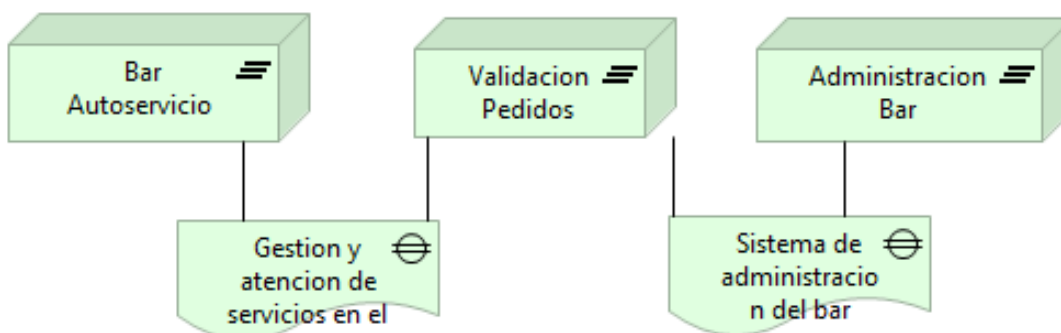 Bar
Autoservicio
Validacion
Pedidos
Administracion
Bar
Gestion y
atencion de
servicios en el
Sistema de
administracio
n del bar